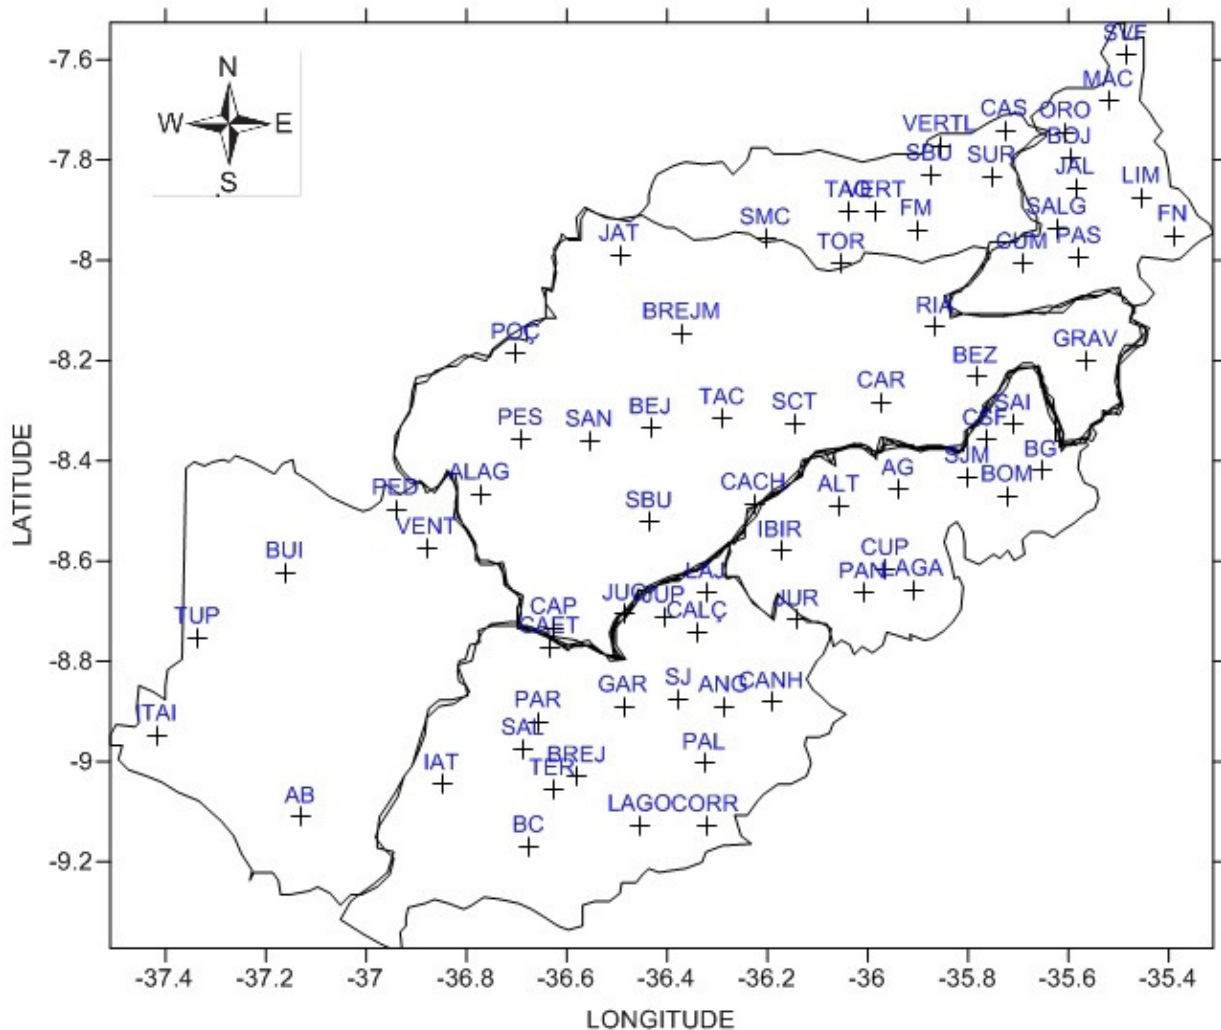 SVF
-7.6
N
MAC
CAS
ORO
VERTL
W
E
BDJ
-7.8
SBU
SUR
JAL
LIM
S
VERT
SALG
FN
FM
SMC
JAT
TOR
CUM
PAS
-8
BREJM
RIA
POÇ
GRAV
-8.2
BEZ
CAR
TAC
SCT
PES
SAN
BEJ
SAI
CSF
-8.4
ALAG
AG
SJM
BG
BOM
PED
CACH
ALT
SBU
VENT
IBIR
LATITUDE
BUI
CUP
-8.6
LAJ
PAN
LAGA
JUC
JUP
TUP
CAP
CALÇ
JUR
CAET
-8.8
SJ
ANG
CANH
GAR
PAR
ITAI
SAL
BREJ
PAL
-9
IAT
TER
AB
LAGO
CORR
BC
-9.2
-37.4
-37.2
-37
-36.8
-36.6
-36.4
-36.2
-36
-35.8
-35.6
-35.4
LONGITUDE